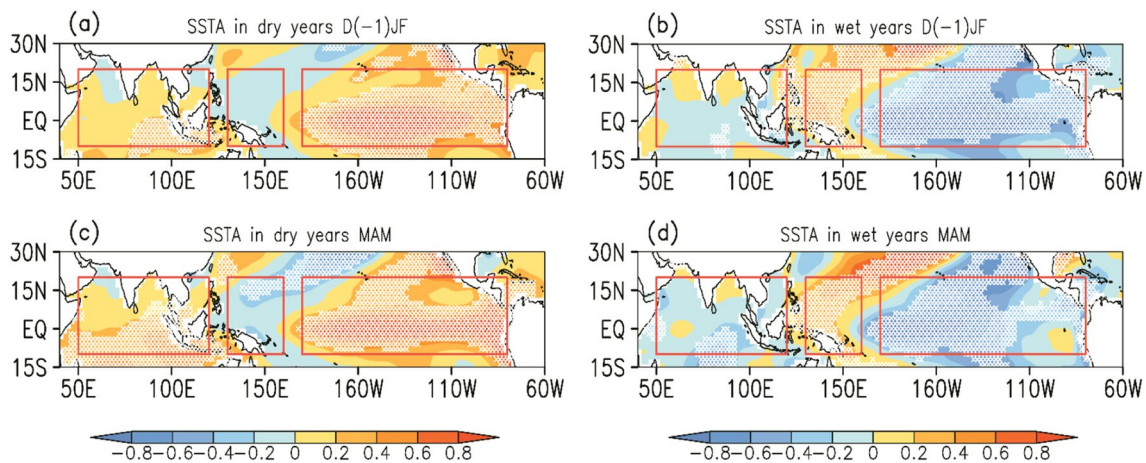 (a) SSTA in dry years D(-1)JF
30N
15N
EQ
15S
50E 100E 150E 160W 110W 60W
(b) SSTA in wet years D(-1)JF
30N
15N
EQ
15S
50E 100E 150E 160W 110W 60W
(c) SSTA in dry years MAM
30N
15N
EQ
15S
50E 100E 150E 160W 110W 60W
(d) SSTA in wet years MAM
30N
15N
EQ
15S
50E 100E 150E 160W 110W 60W
-0.8 -0.6 -0.4 -0.2 0 0.2 0.4 0.6 0.8
-0.8 -0.6 -0.4 -0.2 0 0.2 0.4 0.6 0.8